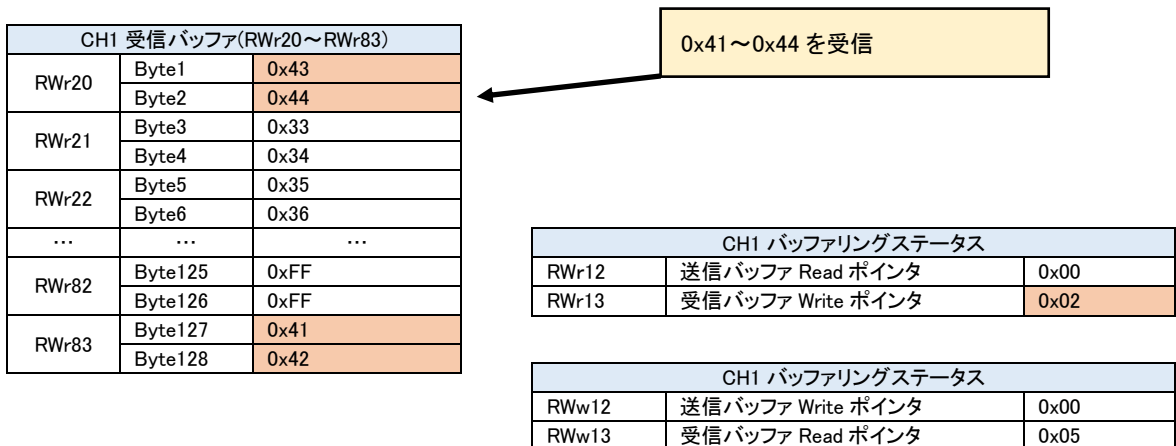 0x41～0x44 を受信
CH1 受信バッファ(RWr20～RWr83)
RWr20 Byte1 0x43
Byte2 0x44
RWr21 Byte3 0x33
Byte4 0x34
RWr22 Byte5 0x35
Byte6 0x36
… … …
RWr82 Byte125 0xFF
Byte126 0xFF
RWr83 Byte127 0x41
Byte128 0x42
CH1 バッファリングステータス
RWr12 送信バッファ Read ポインタ 0x00
RWr13 受信バッファ Write ポインタ 0x02
CH1 バッファリングステータス
RWw12 送信バッファ Write ポインタ 0x00
RWw13 受信バッファ Read ポインタ 0x05